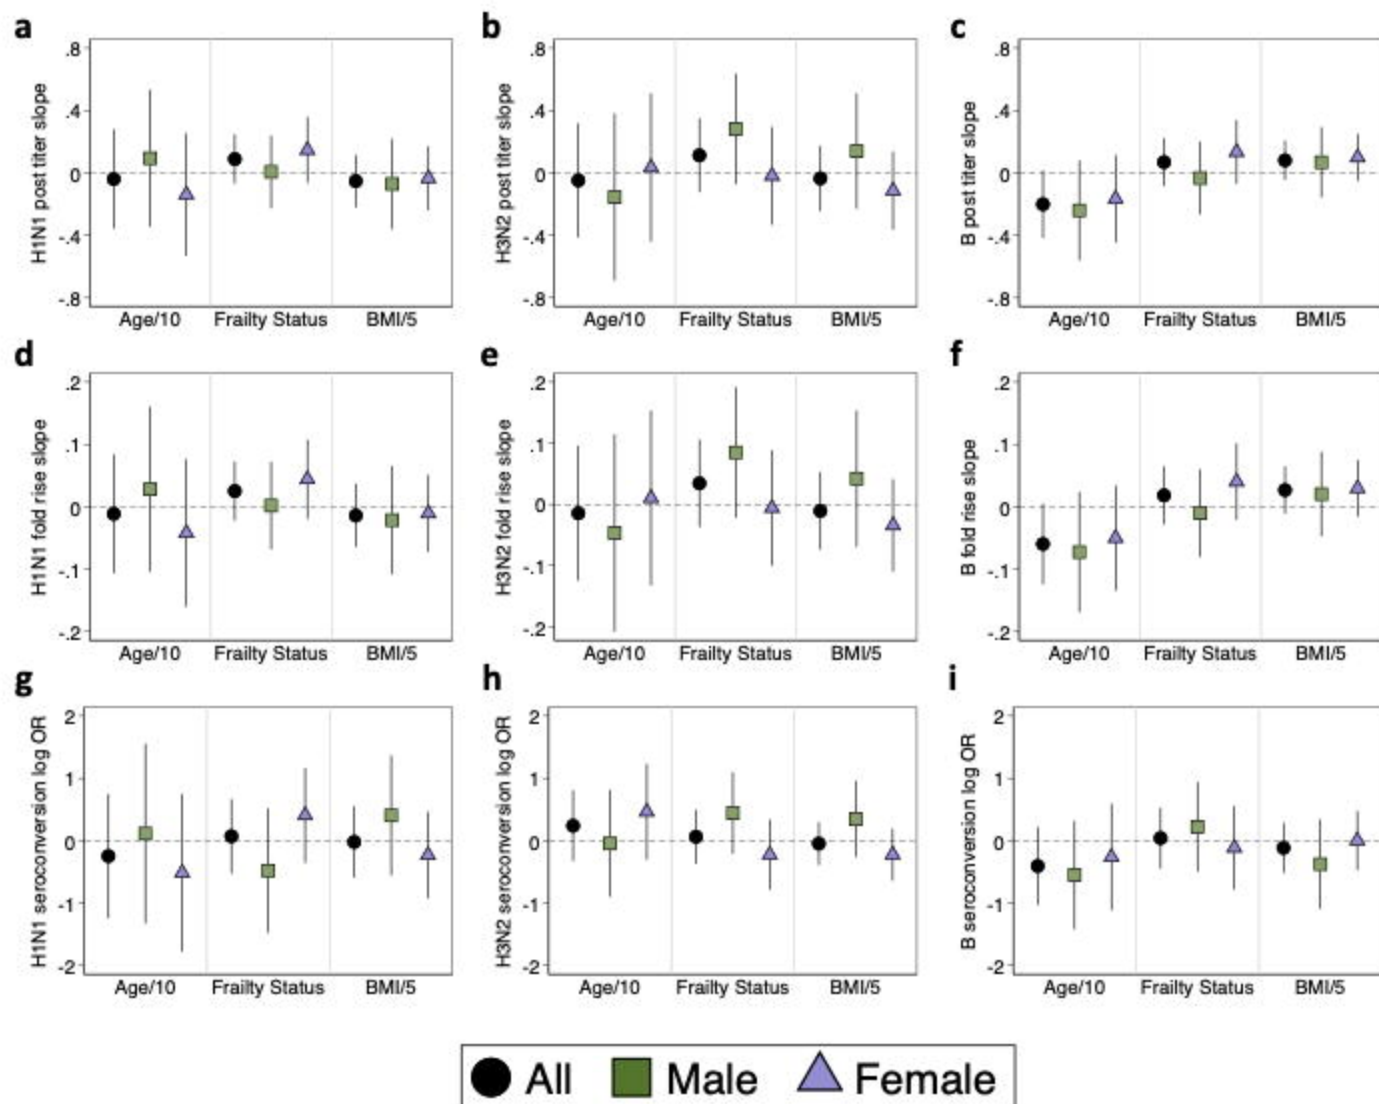 a
.8
.4
0
-.4
-.8
H1N1 post titer slope
Age/10 Frailty Status BMI/5
b
.8
.4
0
-.4
-.8
H3N2 post titer slope
Age/10 Frailty Status BMI/5
c
.8
.4
0
-.4
-.8
B post titer slope
Age/10 Frailty Status BMI/5
d
.2
.1
0
-.1
-.2
H1N1 fold rise slope
Age/10 Frailty Status BMI/5
e
.2
.1
0
-.1
-.2
H3N2 fold rise slope
Age/10 Frailty Status BMI/5
f
.2
.1
0
-.1
-.2
B fold rise slope
Age/10 Frailty Status BMI/5
g
2
1
0
-1
-2
H1N1 seroconversion log OR
Age/10 Frailty Status BMI/5
h
2
1
0
-1
-2
H3N2 seroconversion log OR
Age/10 Frailty Status BMI/5
i
2
1
0
-1
-2
B seroconversion log OR
Age/10 Frailty Status BMI/5
All Male Female